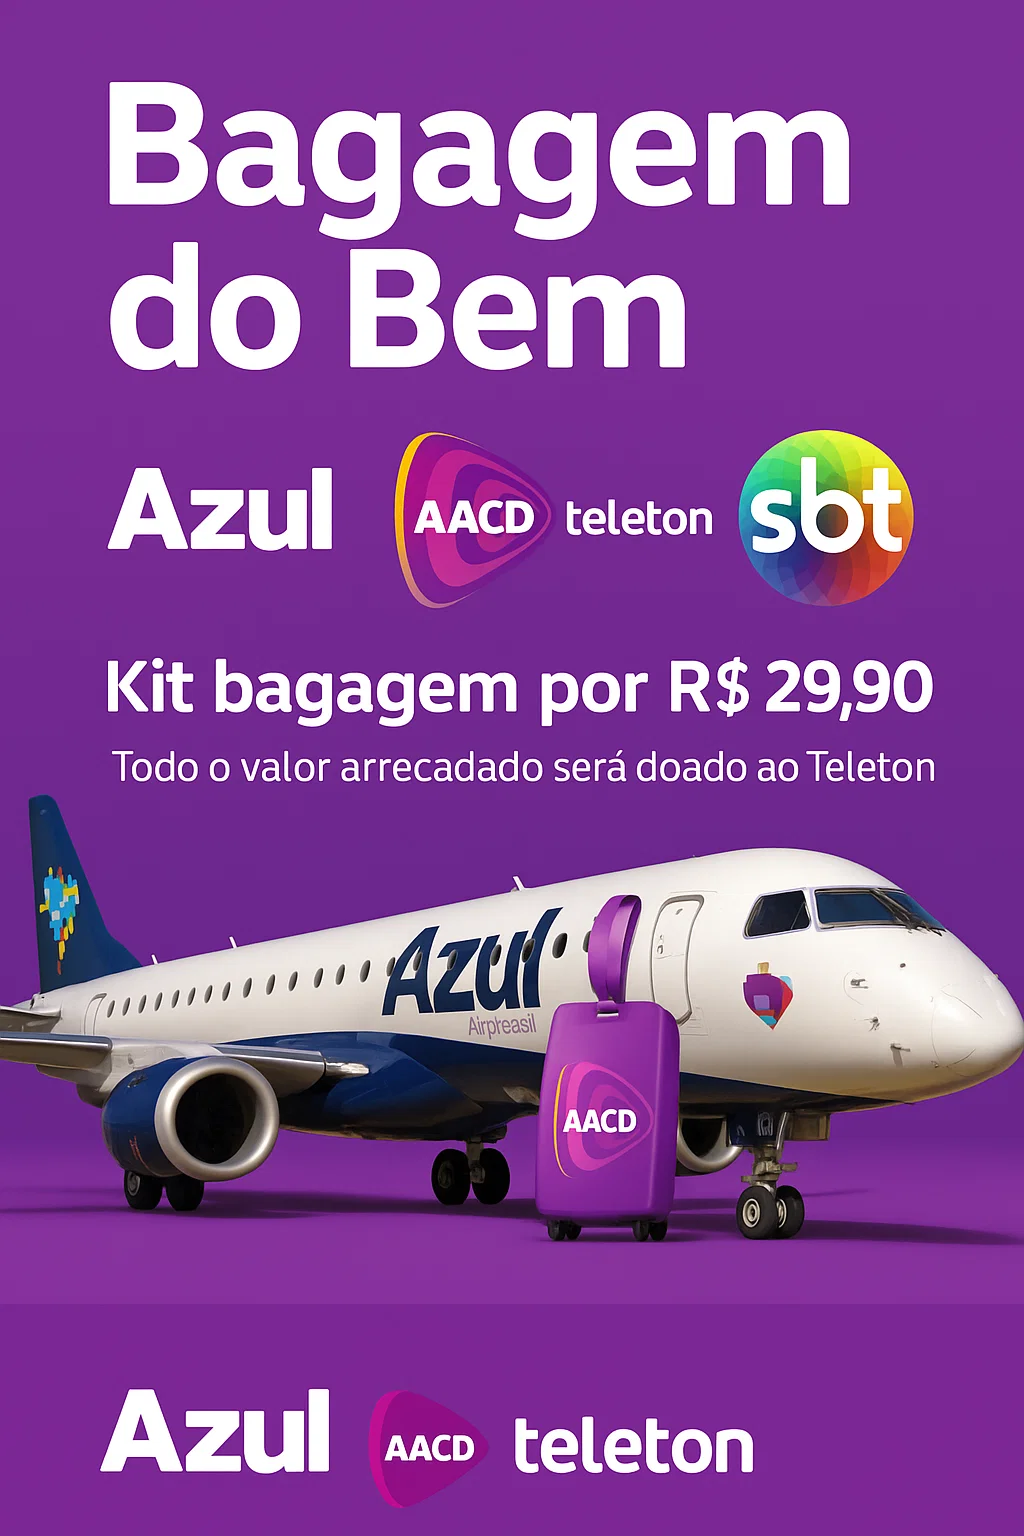 Bagagem
do Bem
Azul
AACD teleton
sbt
Kit bagagem por R$ 29,90
Todo o valor arrecadado será doado ao Teleton
Azul
Airpreasil
AACD
Azul
AACD teleton